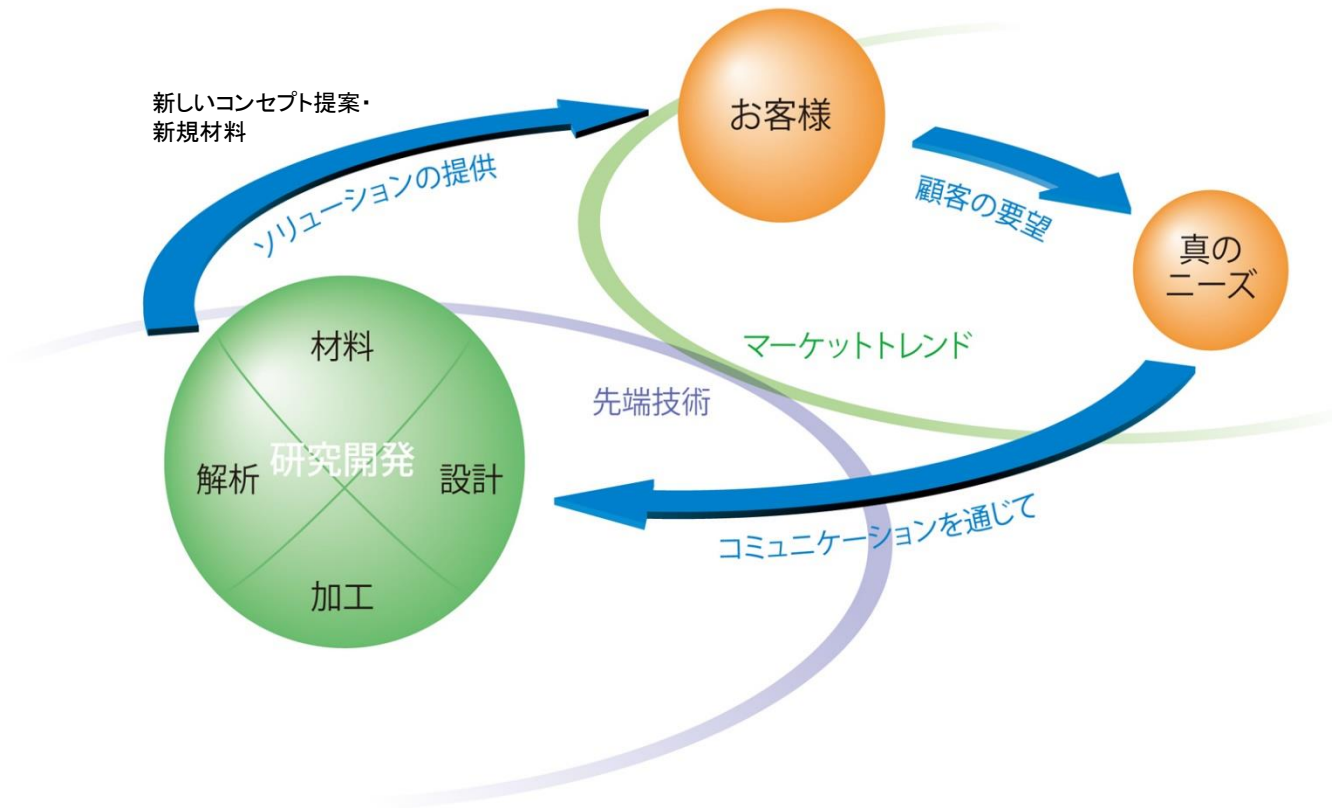 新しいコンセプト提案・
新規材料
ソリューションの提供
お客様
顧客の要望
真の
ニーズ
マーケットトレンド
先端技術
材料
研究開発
解析
設計
加工
コミュニケーションを通じて